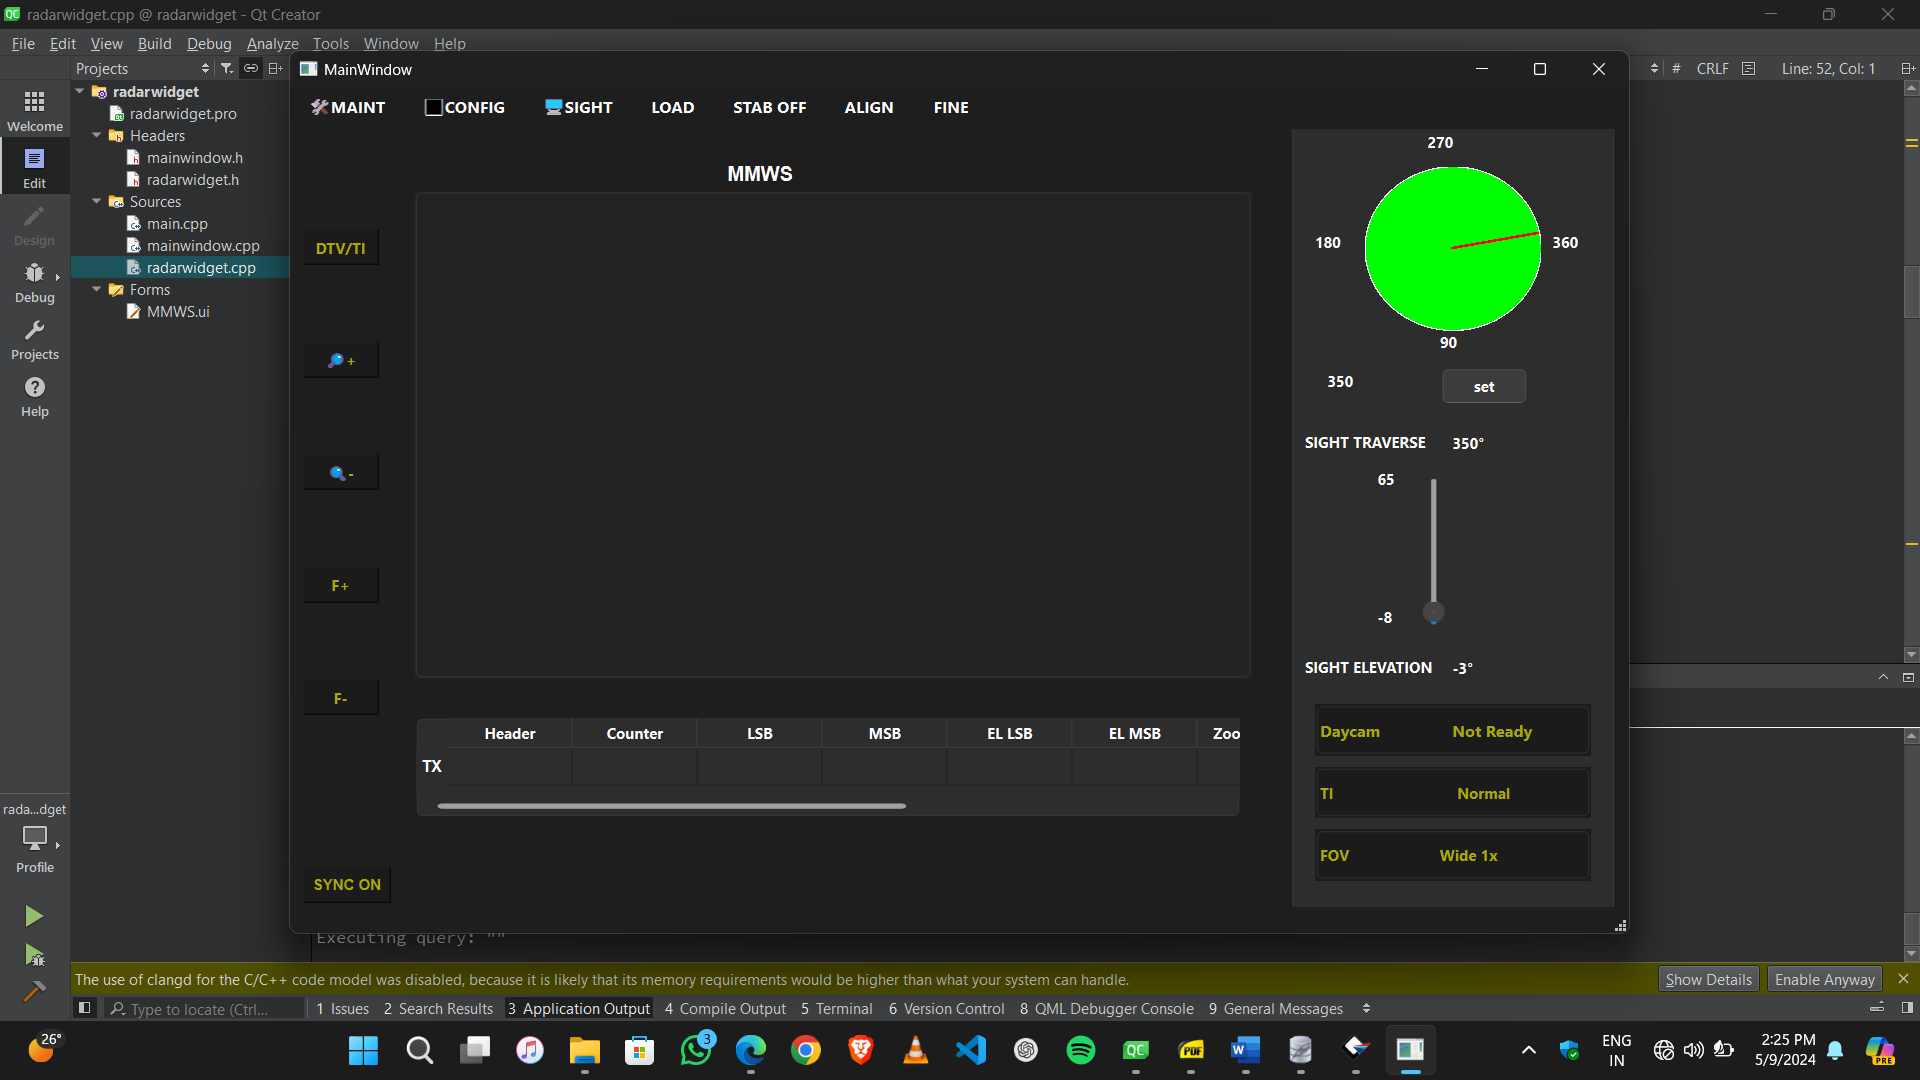 radarwidget.cpp @ radarwidget - Qt Creator
File Edit View Build Debug Analyze Tools Window Help
Projects
# CRLF Line: 52, Col: 1
MainWindow
MAINT CONFIG SIGHT LOAD STAB OFF ALIGN FINE
Welcome
Edit
Design
Debug
Projects
Help
radarwidget
radarwidget.pro
Headers
mainwindow.h
radarwidget.h
Sources
main.cpp
mainwindow.cpp
radarwidget.cpp
Forms
MMWS.ui
MMWS
DTV/TI
+
-
F+
F-
SYNC ON
Header Counter LSB MSB EL LSB EL MSB Zoo
TX
270
180 360
90
350 set
SIGHT TRAVERSE 350°
65
-8
SIGHT ELEVATION -3°
Daycam Not Ready
TI Normal
FOV Wide 1x
rada...dget
Profile
Executing query: ""
The use of clangd for the C/C++ code model was disabled, because it is likely that its memory requirements would be higher than what your system can handle.
Show Details Enable Anyway
Type to locate (Ctrl...
1 Issues 2 Search Results 3 Application Output 4 Compile Output 5 Terminal 6 Version Control 8 QML Debugger Console 9 General Messages
26°
3
QC
PDF
ENG
IN
2:25 PM
5/9/2024
PRE